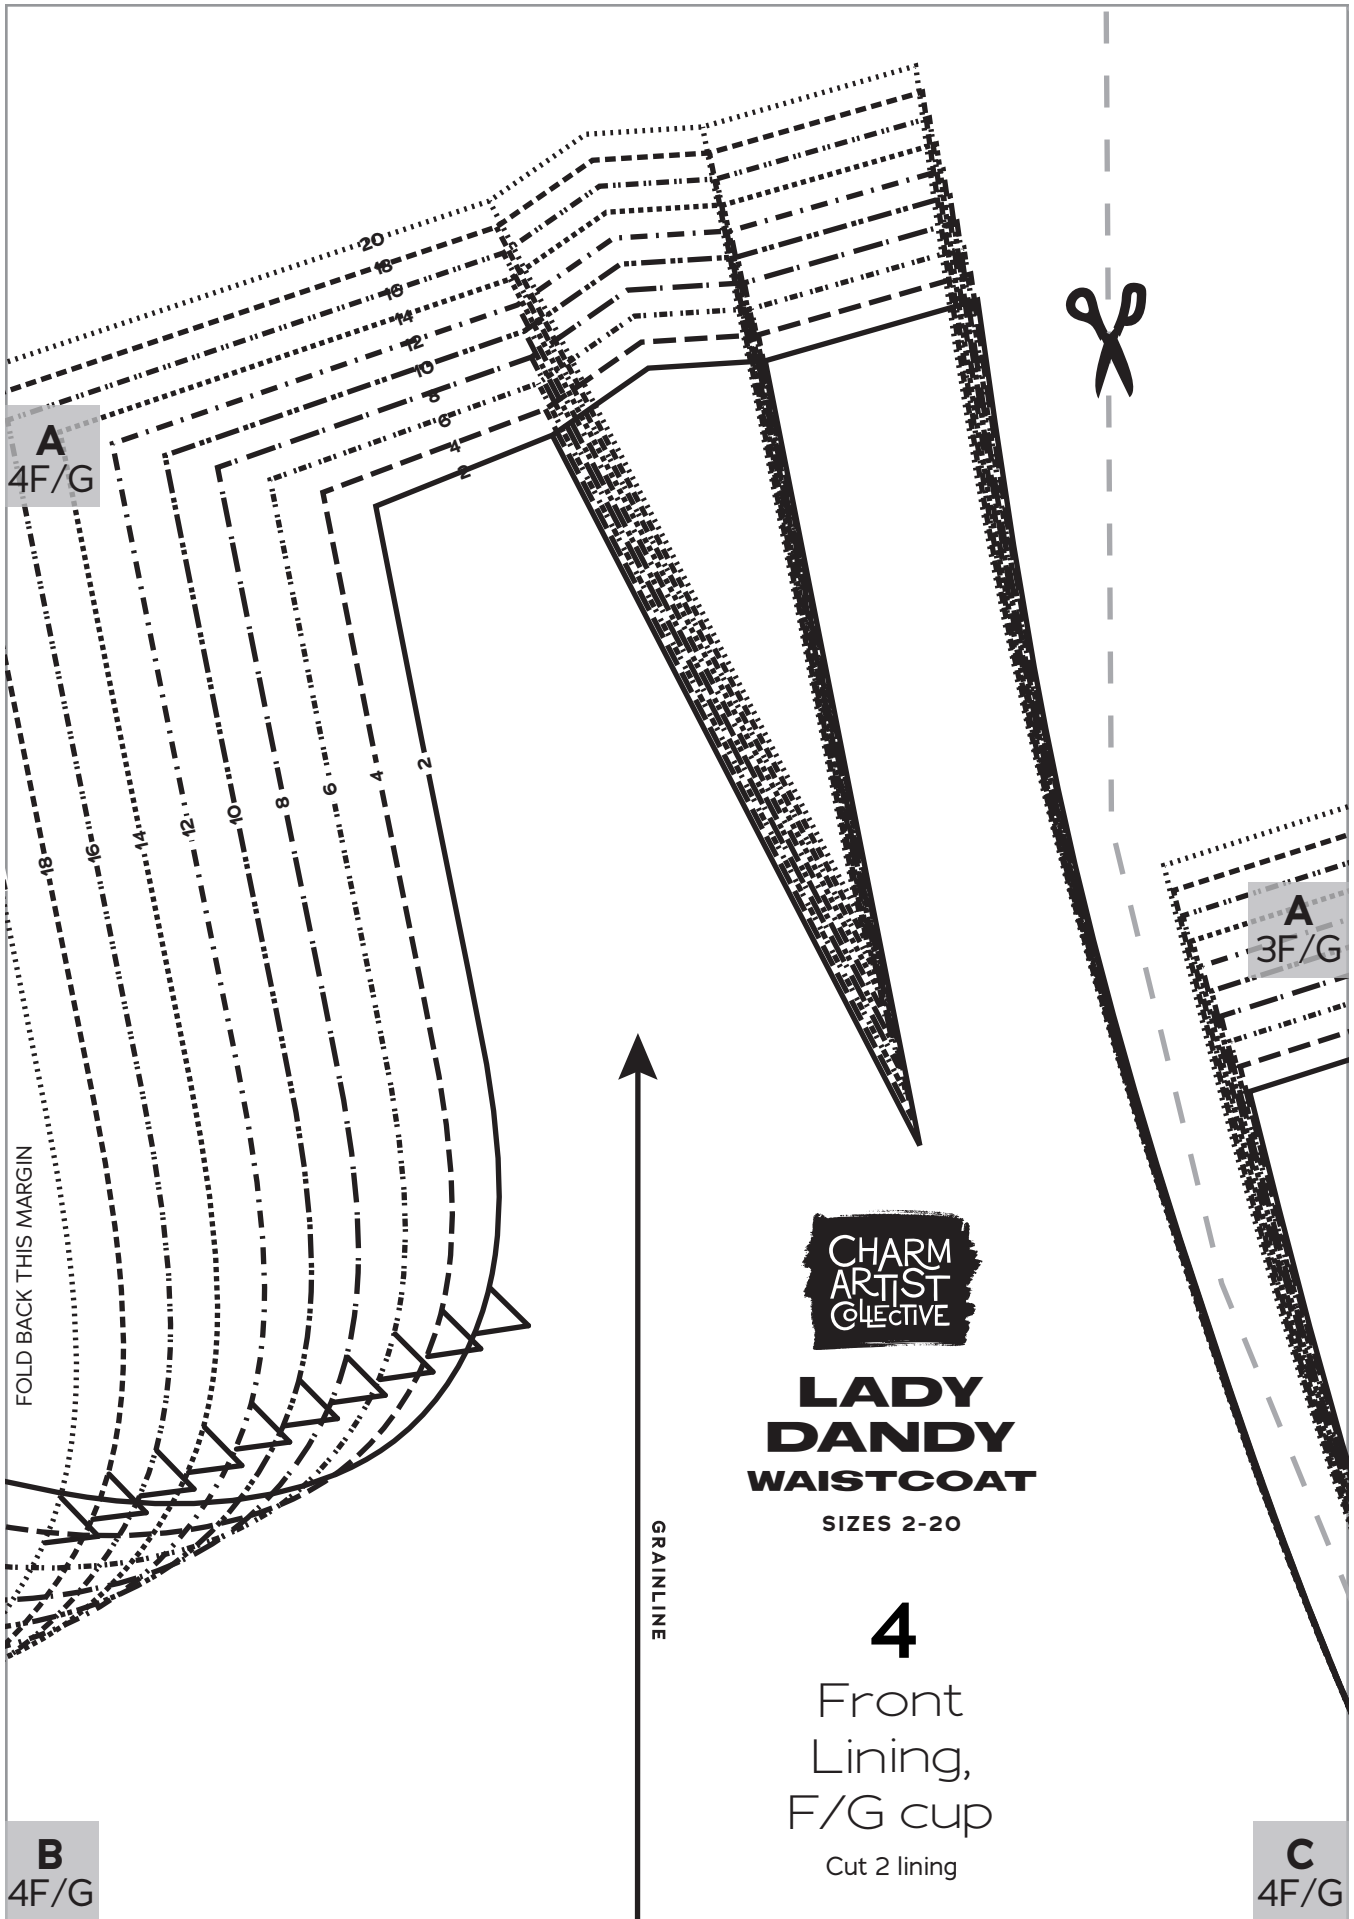 20
18
16
14
12
10
8
6
4
2
A
4F/G
2
4
6
8
10
12
14
16
18
A
3F/G
FOLD BACK THIS MARGIN
CHARM
ARTIST
COLLECTIVE
LADY
DANDY
WAISTCOAT
SIZES 2-20
GRAINLINE
4
Front
Lining,
F/G cup
Cut 2 lining
B
4F/G
C
4F/G